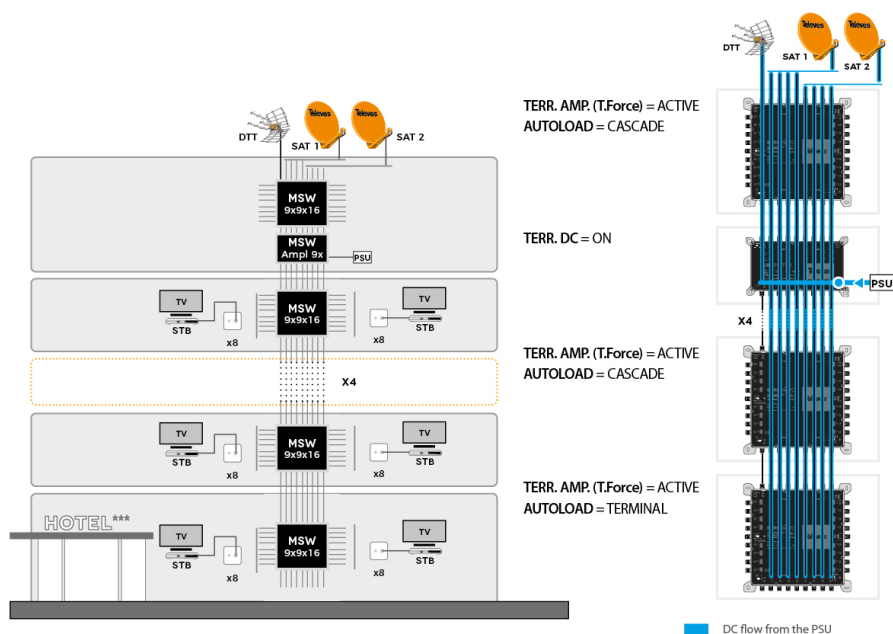 DTT
Televes
SAT 1
Televes
SAT 2
MSW
9x9x16
MSW
Ampl 9x
PSU
TV
STB
x8
MSW
9x9x16
x8
TV
STB
X4
TV
STB
x8
MSW
9x9x16
x8
TV
STB
HOTEL***
TV
STB
x8
MSW
9x9x16
x8
TV
STB
TERR. AMP. (T.Force) = ACTIVE
AUTOLOAD = CASCADE
TERR. DC = ON
TERR. AMP. (T.Force) = ACTIVE
AUTOLOAD = CASCADE
TERR. AMP. (T.Force) = ACTIVE
AUTOLOAD = TERMINAL
DTT
Televes
SAT 1
Televes
SAT 2
PSU
X4
DC flow from the PSU